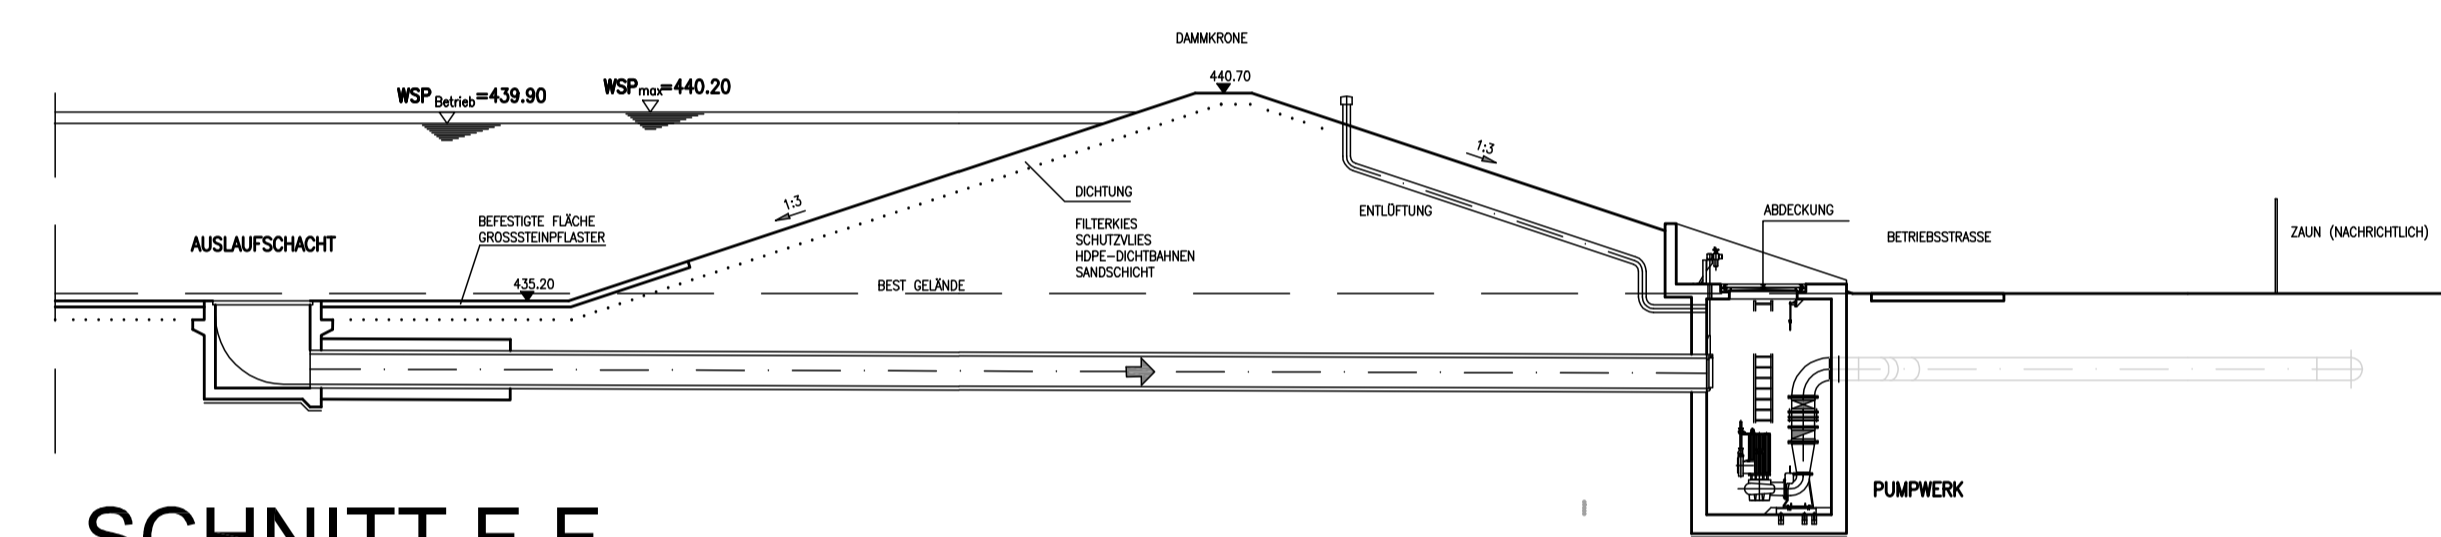 DAMMKRONE
440.70
WSP Betrieb=439.90
WSPmax=440.20
1:3
1:3
DICHTUNG
FILTERKIES
SCHUTZVLIES
HDPE-DICHTBAHNEN
SANDSCHICHT
ENTLÜFTUNG
ABDECKUNG
BETRIEBSSTRASSE
ZAUN (NACHRICHTLICH)
BEFESTIGTE FLÄCHE
GROSSSTEINPFLASTER
AUSLAUFSCHACHT
435.20
BEST GELÄNDE
PUMPWERK